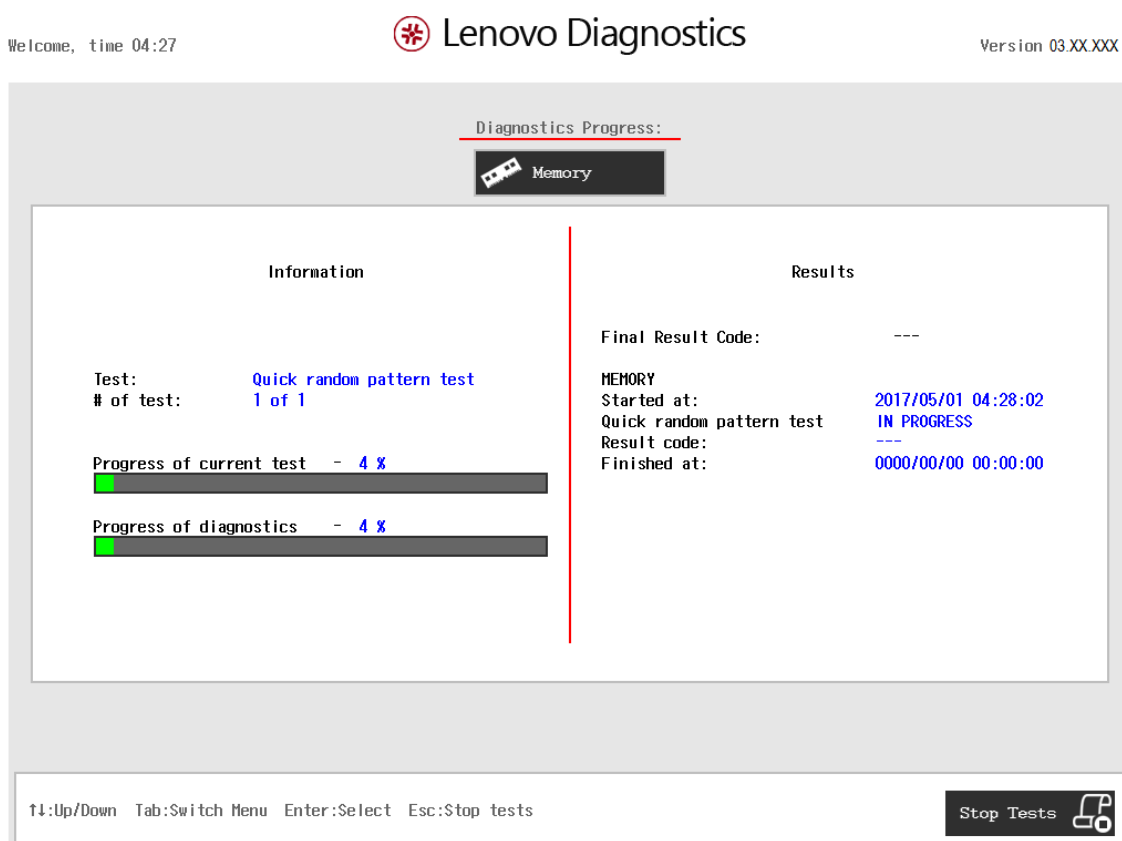 Welcome, time 04:27
Lenovo Diagnostics
Version 03.XX.XXX
Diagnostics Progress:
Memory
Information
Test: Quick random pattern test
# of test: 1 of 1
Progress of current test - 4 %
Progress of diagnostics - 4 %
Results
Final Result Code: ---
MEMORY
Started at: 2017/05/01 04:28:02
Quick random pattern test IN PROGRESS
Result code: ---
Finished at: 0000/00/00 00:00:00
↑↓:Up/Down Tab:Switch Menu Enter:Select Esc:Stop tests
Stop Tests